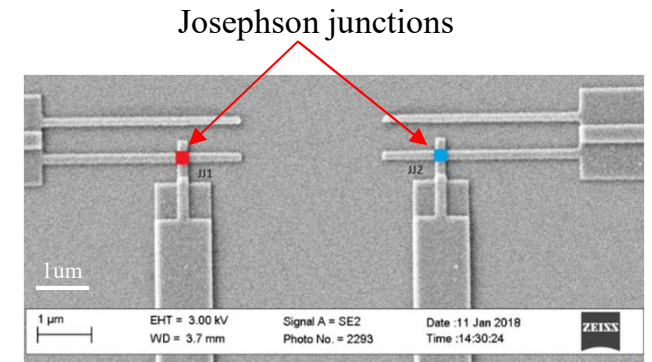 Josephson junctions
JJ1
JJ2
1um
1 µm
EHT = 3.00 kV
Signal A = SE2
Date :11 Jan 2018
ZEISS
WD = 3.7 mm
Photo No. = 2293
Time :14:30:24